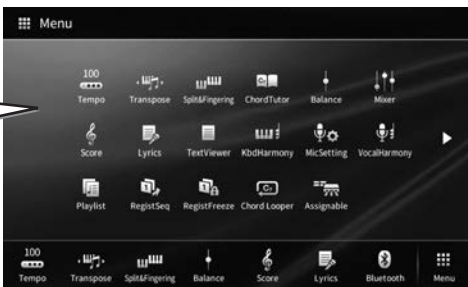 Menu
100
Tempo Transpose Split&Fingering ChordTutor Balance Mixer
Score Lyrics TextViewer KbdHarmony MicSetting VocalHarmony
Playlist RegistSeq RegistFreeze Chord Looper Assignable
100
Tempo Transpose Split&Fingering Balance Score Lyrics Bluetooth Menu